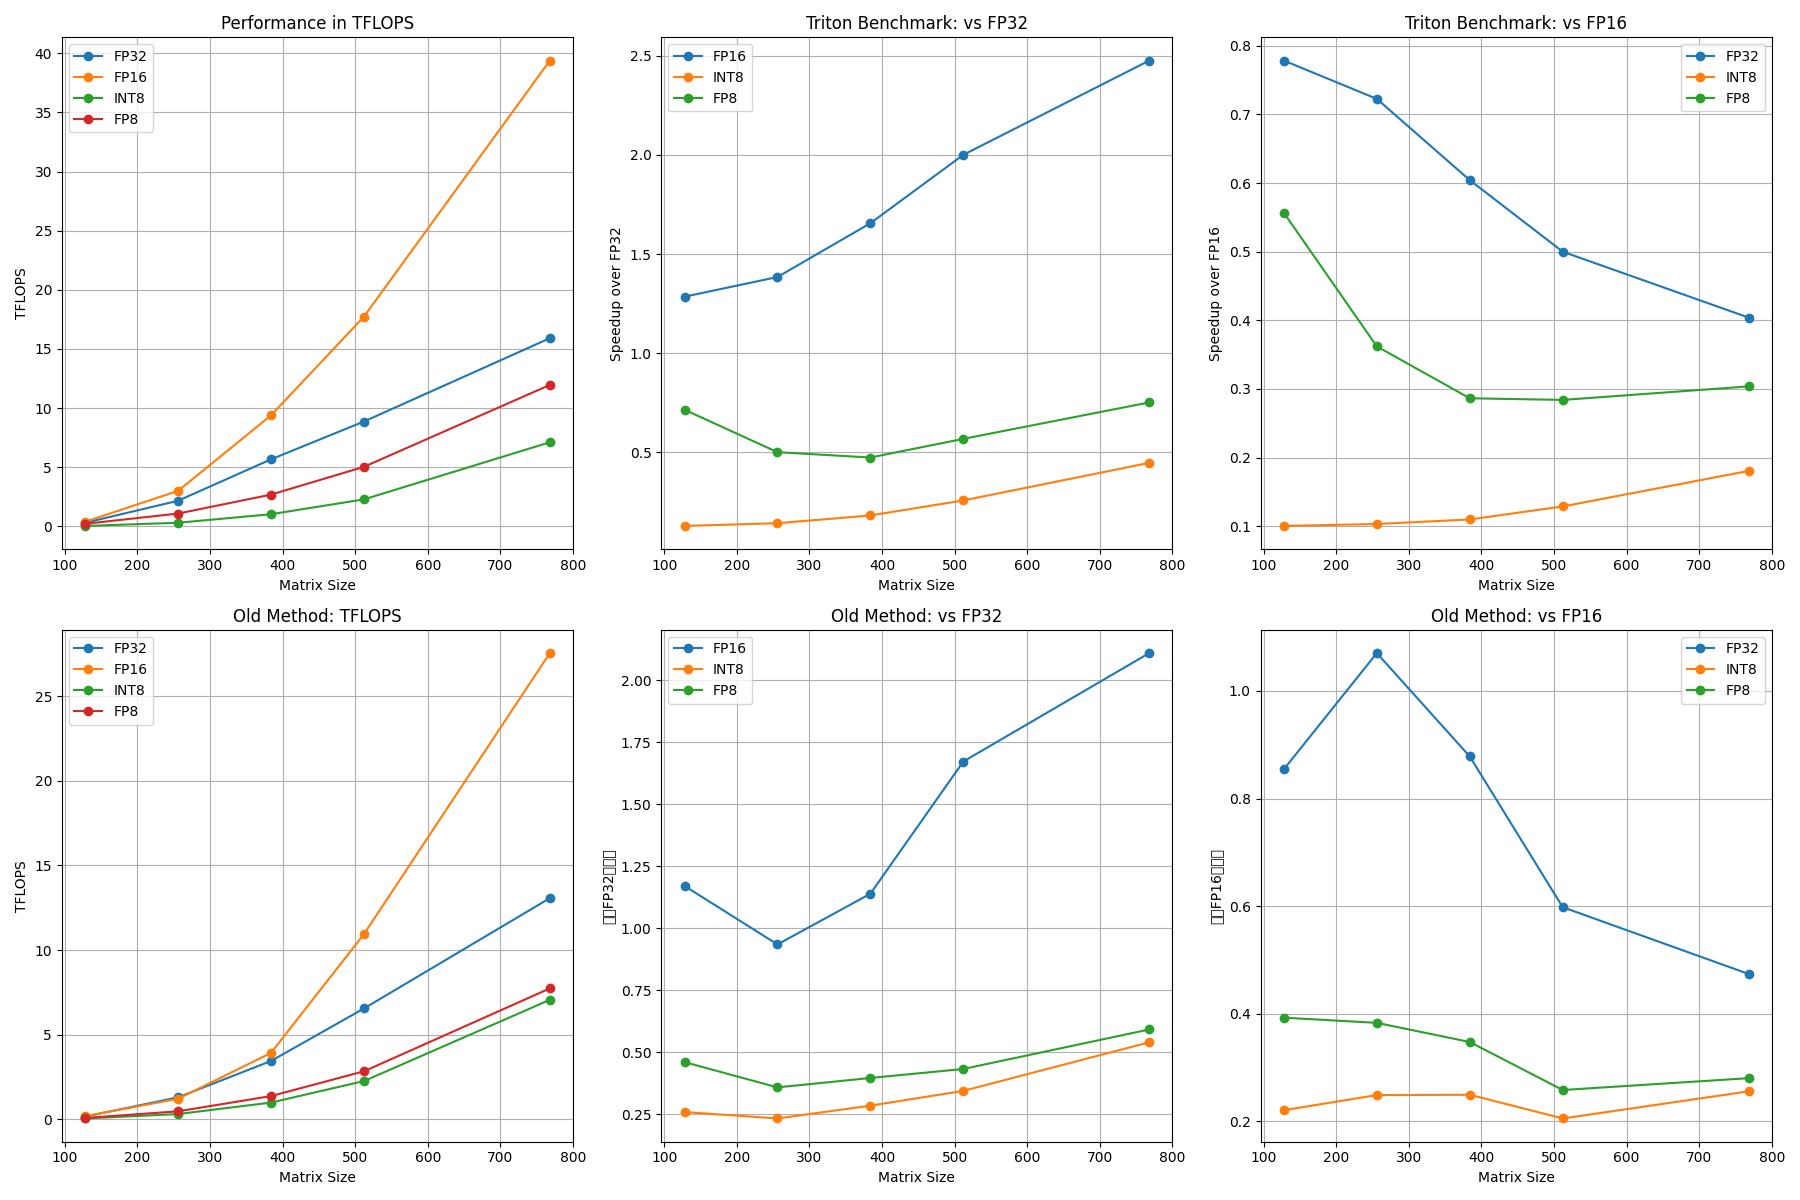 Performance in TFLOPS
TFLOPS
40
35
30
25
20
15
10
5
0
FP32
FP16
INT8
FP8
100 200 300 400 500 600 700 800
Matrix Size
Triton Benchmark: vs FP32
Speedup over FP32
2.5
2.0
1.5
1.0
0.5
FP16
INT8
FP8
100 200 300 400 500 600 700 800
Matrix Size
Triton Benchmark: vs FP16
Speedup over FP16
0.8
0.7
0.6
0.5
0.4
0.3
0.2
0.1
FP32
INT8
FP8
100 200 300 400 500 600 700 800
Matrix Size
Old Method: TFLOPS
TFLOPS
25
20
15
10
5
0
FP32
FP16
INT8
FP8
100 200 300 400 500 600 700 800
Matrix Size
Old Method: vs FP32
FP32
2.00
1.75
1.50
1.25
1.00
0.75
0.50
0.25
FP16
INT8
FP8
100 200 300 400 500 600 700 800
Matrix Size
Old Method: vs FP16
FP16
1.0
0.8
0.6
0.4
0.2
FP32
INT8
FP8
100 200 300 400 500 600 700 800
Matrix Size